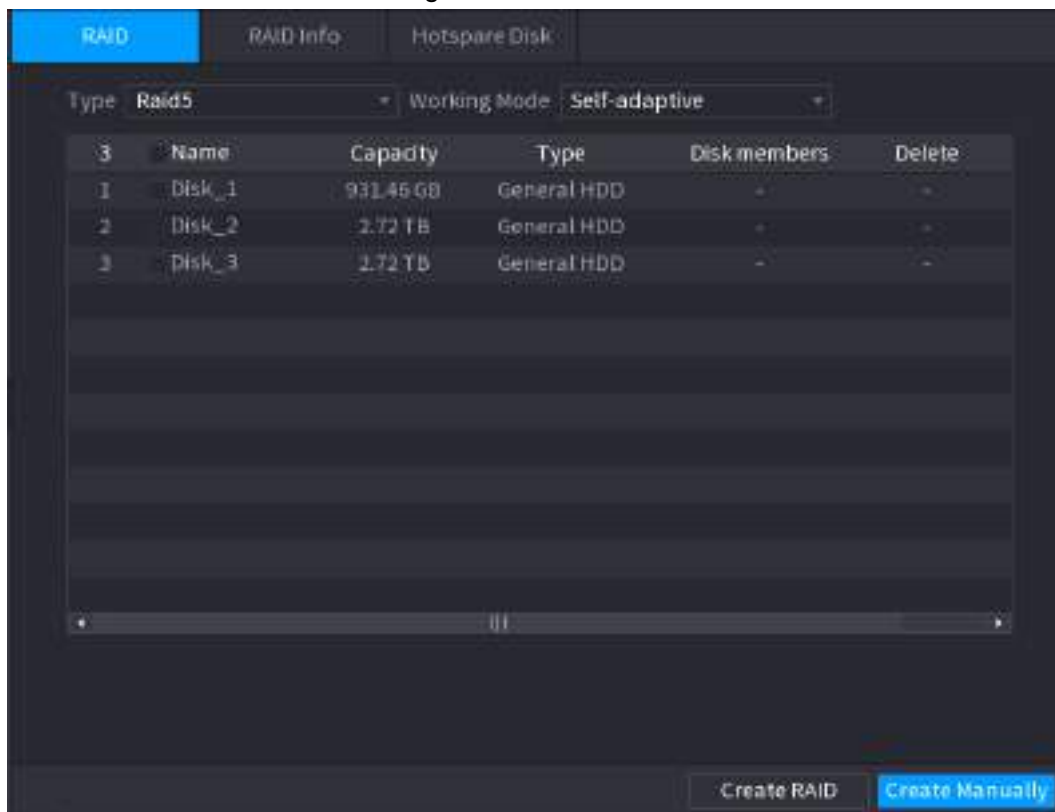 RAID RAID Info Hotspare Disk
Type Raid5 Working Mode Self-adaptive
3 Name Capacity Type Disk members Delete
1 Disk_1 931.46 GB General HDD - -
2 Disk_2 2.72 TB General HDD - -
3 Disk_3 2.72 TB General HDD - -
Create RAID Create Manually